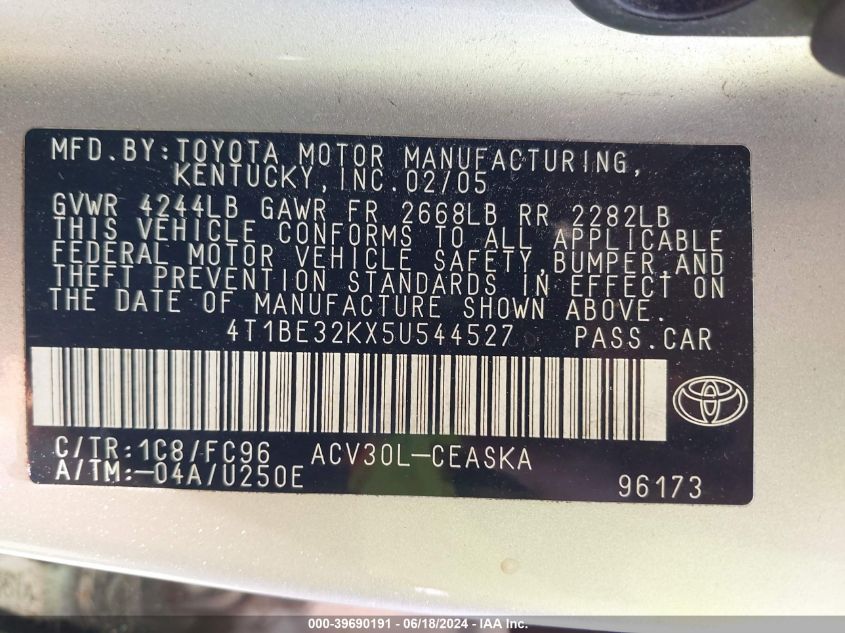 MFD.BY:TOYOTA MOTOR MANUFACTURING,
KENTUCKY,INC.02/05
GVWR 4244LB GAWR FR 2668LB RR 2282LB
THIS VEHICLE CONFORMS TO ALL APPLICABLE
FEDERAL MOTOR VEHICLE SAFETY,BUMPER,AND
THEFT PREVENTION STANDARDS IN EFFECT ON
THE DATE OF MANUFACTURE SHOWN ABOVE.
4T1BE32KX5U544527 PASS.CAR
C/TR:1C8/FC96 ACV30L-CEASKA
A/TM:-04A/U250E 96173
000-39690191 - 06/18/2024 - IAA Inc.